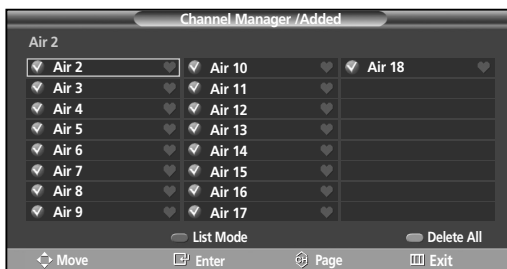 Channel Manager /Added
Air 2
Air 2 Air 10 Air 18
Air 3 Air 11
Air 4 Air 12
Air 5 Air 13
Air 6 Air 14
Air 7 Air 15
Air 8 Air 16
Air 9 Air 17
List Mode Delete All
Move Enter CH Page Exit